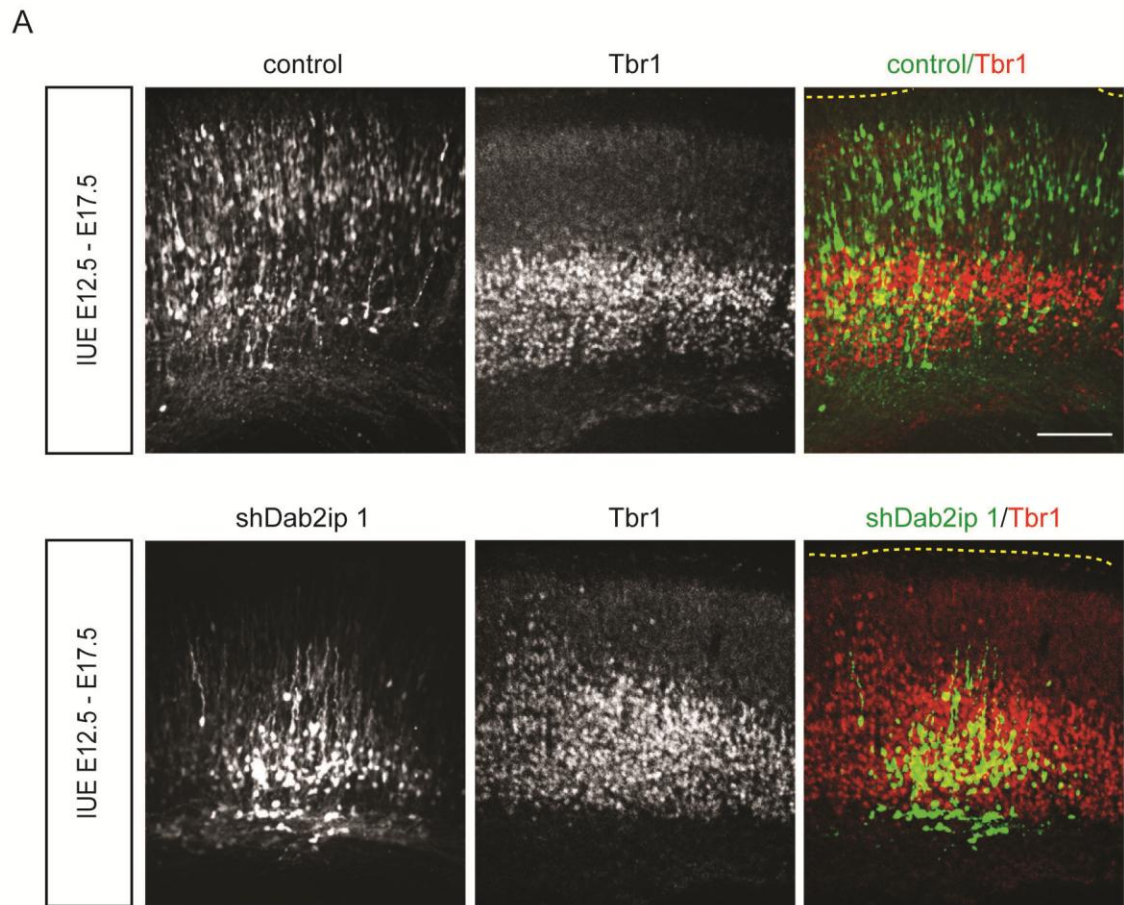 A
control
Tbr1
control/Tbr1
IUE E12.5 - E17.5
shDab2ip 1
Tbr1
shDab2ip 1/Tbr1
IUE E12.5 - E17.5